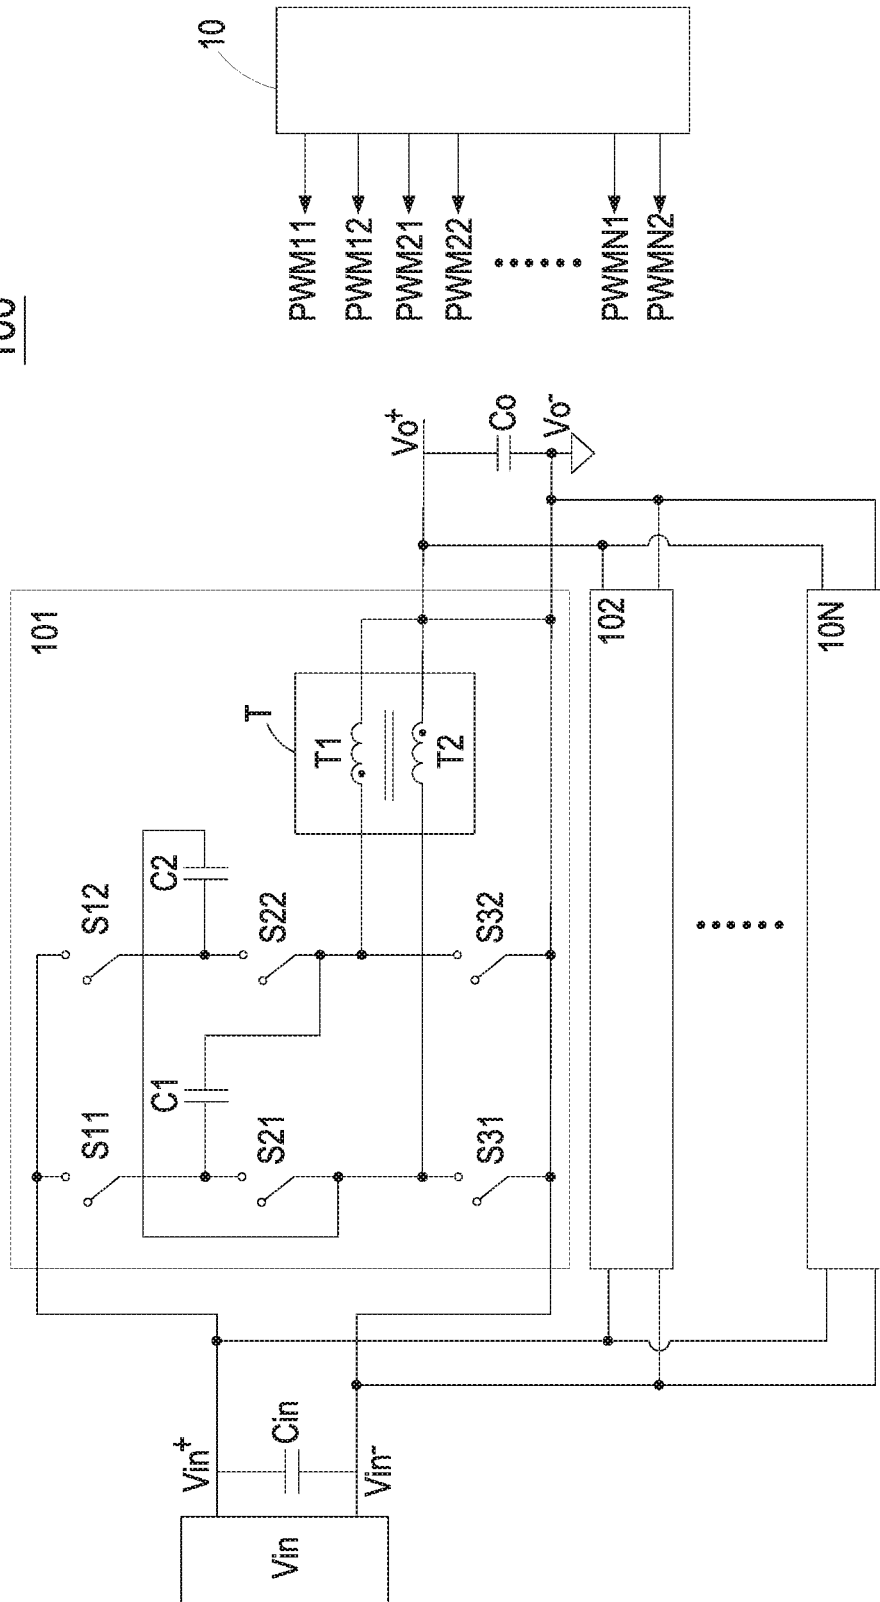 10
PWM11
PWM12
PWM21
PWM22
PWMN1
PWMN2
Vo+
Co
Vo-
101
102
10N
T
T1
T2
C2
S12
S22
S32
C1
S11
S21
S31
Vin+
Cin
Vin-
Vin